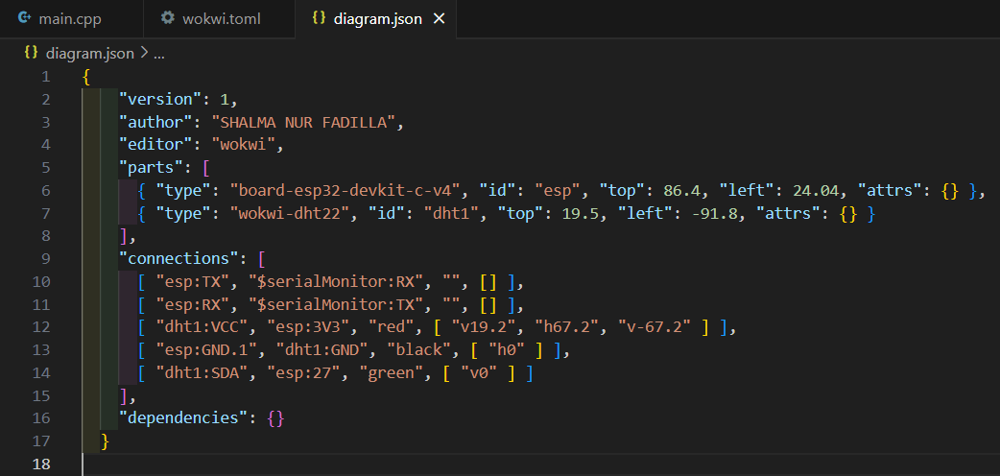 main.cpp wokwi.toml diagram.json
diagram.json > ...
1 {
2 "version": 1,
3 "author": "SHALMA NUR FADILLA",
4 "editor": "wokwi",
5 "parts": [
6 { "type": "board-esp32-devkit-c-v4", "id": "esp", "top": 86.4, "left": 24.04, "attrs": {} },
7 { "type": "wokwi-dht22", "id": "dht1", "top": 19.5, "left": -91.8, "attrs": {} }
8 ],
9 "connections": [
10 [ "esp:TX", "$serialMonitor:RX", "", [] ],
11 [ "esp:RX", "$serialMonitor:TX", "", [] ],
12 [ "dht1:VCC", "esp:3V3", "red", [ "v19.2", "h67.2", "v-67.2" ] ],
13 [ "esp:GND.1", "dht1:GND", "black", [ "h0" ] ],
14 [ "dht1:SDA", "esp:27", "green", [ "v0" ] ]
15 ],
16 "dependencies": {}
17 }
18